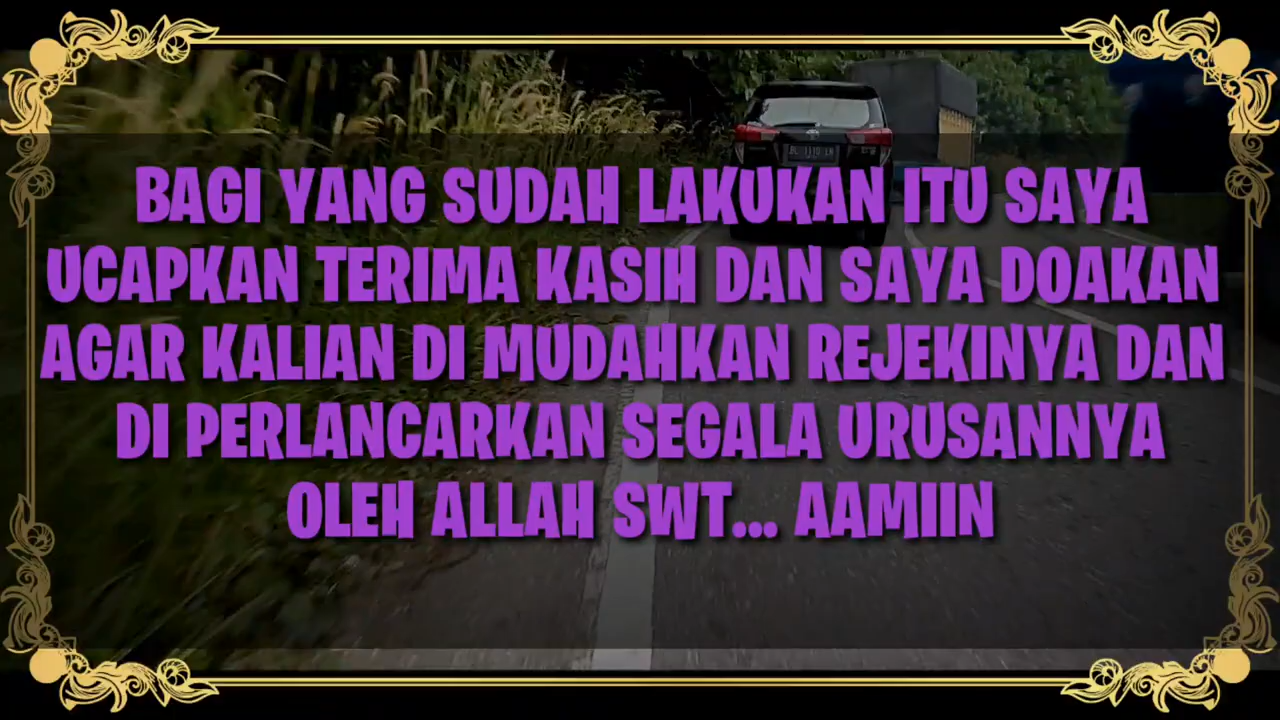 BAGI YANG SUDAH LAKUKAN ITU SAYA
UCAPKAN TERIMA KASIH DAN SAYA DOAKAN
AGAR KALIAN DI MUDAHKAN REJEKINYA DAN
DI PERLANCARKAN SEGALA URUSANNYA
OLEH ALLAH SWT... AAMIIN